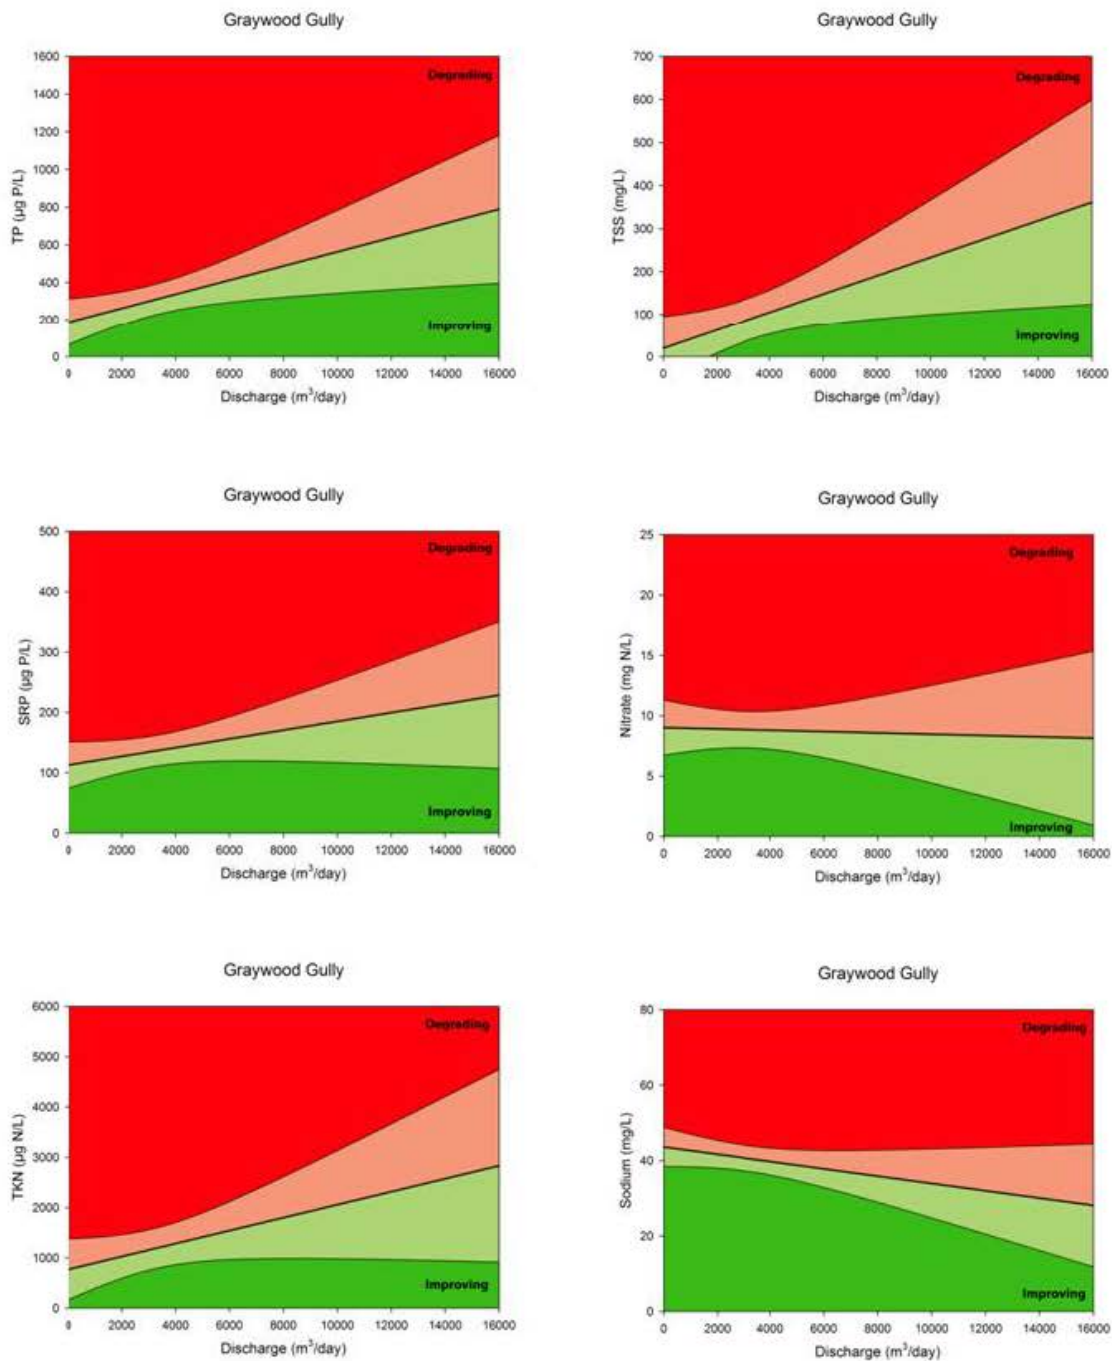 Graywood Gully
1600
1400
1200
1000
800
600
400
200
0
TP (µg P/L)
Degrading
Improving
0 2000 4000 6000 8000 10000 12000 14000 16000
Discharge (m³/day)
Graywood Gully
700
600
500
400
300
200
100
0
TSS (mg/L)
Degrading
Improving
0 2000 4000 6000 8000 10000 12000 14000 16000
Discharge (m³/day)
Graywood Gully
500
400
300
200
100
0
SRP (µg P/L)
Degrading
Improving
0 2000 4000 6000 8000 10000 12000 14000 16000
Discharge (m³/day)
Graywood Gully
25
20
15
10
5
0
Nitrate (mg N/L)
Degrading
Improving
0 2000 4000 6000 8000 10000 12000 14000 16000
Discharge (m³/day)
Graywood Gully
6000
5000
4000
3000
2000
1000
0
TKN (µg N/L)
Degrading
Improving
0 2000 4000 6000 8000 10000 12000 14000 16000
Discharge (m³/day)
Graywood Gully
80
60
40
20
0
Sodium (mg/L)
Degrading
Improving
0 2000 4000 6000 8000 10000 12000 14000 16000
Discharge (m³/day)